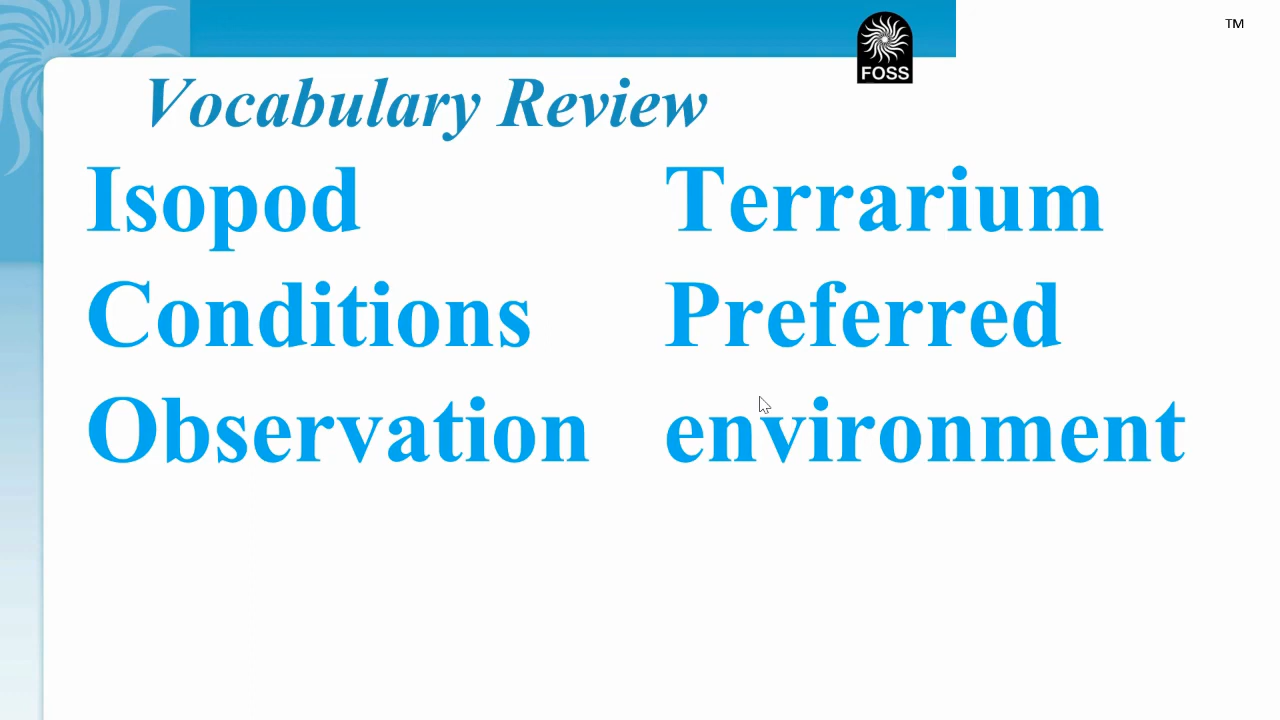 FOSS
TM
Vocabulary Review
Isopod
Conditions
Observation
Terrarium
Preferred
environment